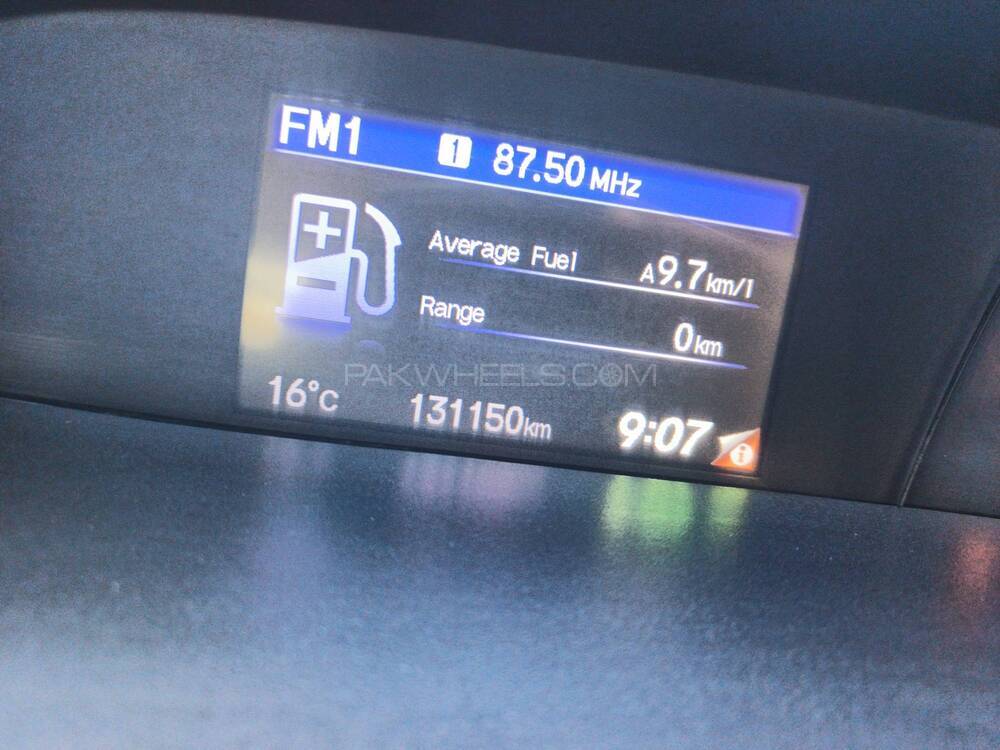 FM1 1 87.50 MHz
Average Fuel A9.7km/l
Range 0km
PAKWHEELS.COM
16°C 131150km 9:07 i